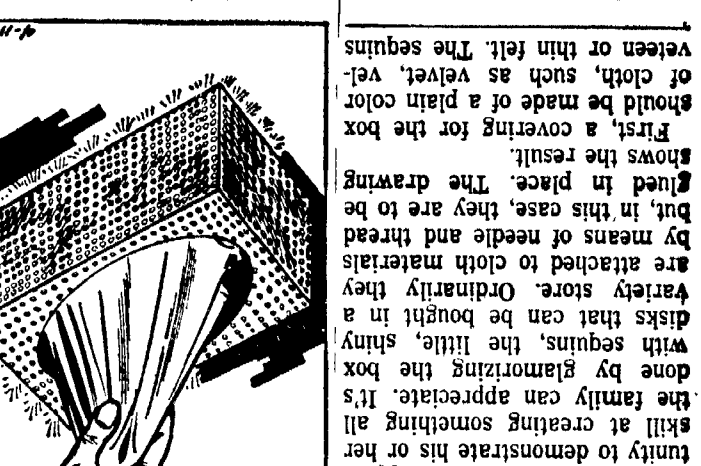 tunity to demonstrate his or her
skill at creating something all
the family can appreciate. It's
done by glamorizing the box
with sequins, the little, shiny
disks that can be bought in a
variety store. Ordinarily they
are attached to cloth materials
by means of needle and thread
but, in this case, they are to be
glued in place. The drawing
shows the result.
First, a covering for the box
should be made of a plain color
of cloth, such as velvet, vel-
veteen or thin felt. The sequins